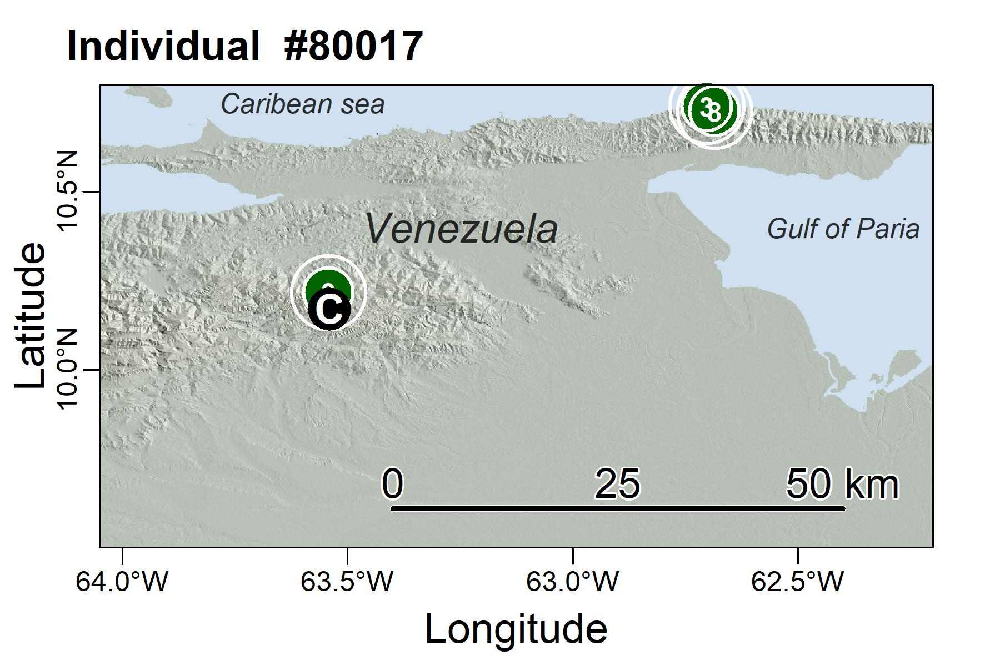 Individual #80017
Caribean sea
38
10.5°N
Venezuela
Gulf of Paria
C
Latitude
10.0°N
0 25 50 km
64.0°W 63.5°W 63.0°W 62.5°W
Longitude